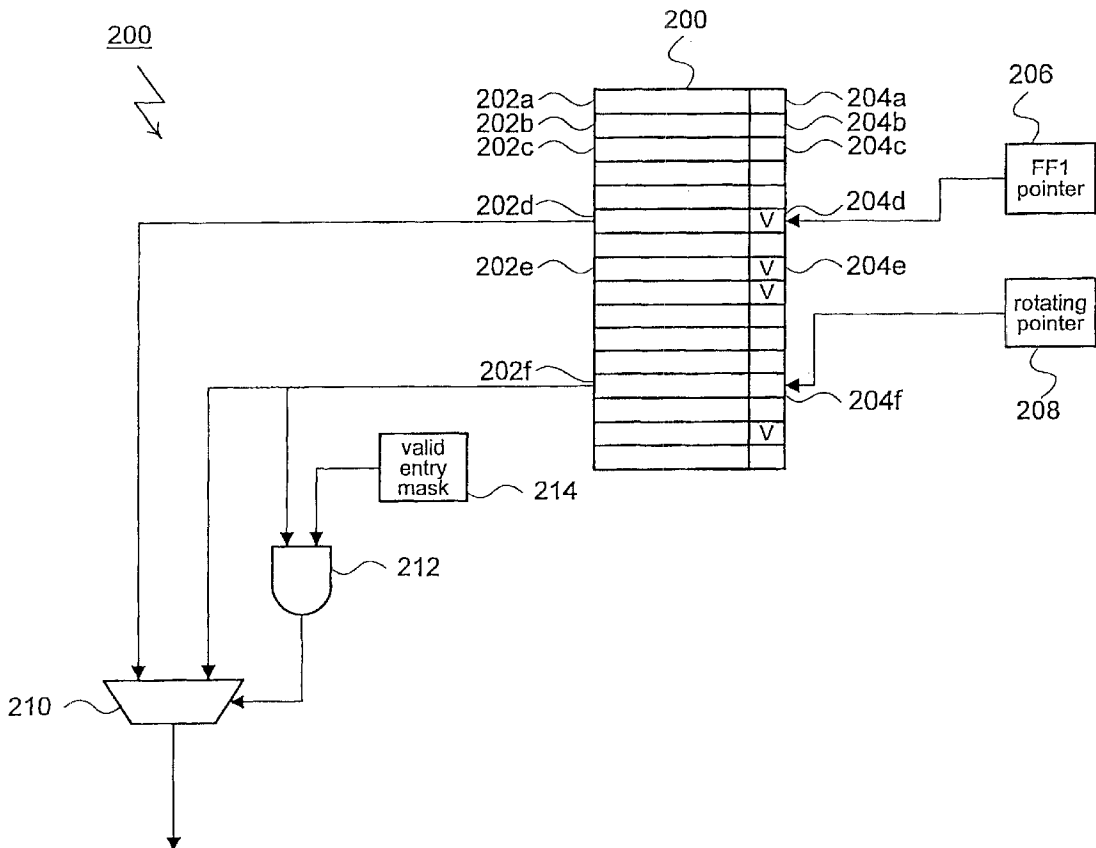 200
200
202a
204a
206
202b
204b
202c
204c
FF1
pointer
202d
204d
V
202e
V
204e
V
rotating
pointer
202f
204f
208
valid
entry
mask
V
214
212
210